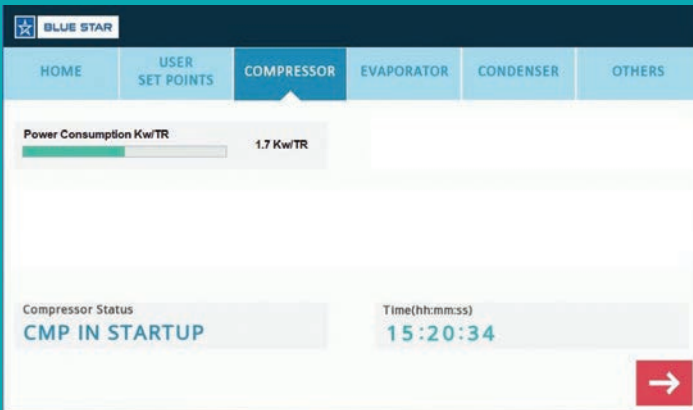 BLUE STAR
HOME
USER
SET POINTS
COMPRESSOR
EVAPORATOR
CONDENSER
OTHERS
Power Consumption Kw/TR
1.7 Kw/TR
Compressor Status
CMP IN STARTUP
Time(hh:mm:ss)
15:20:34